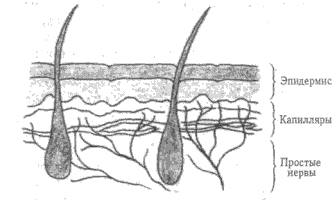 Эпидермис
Капилляры
Простые
нервы